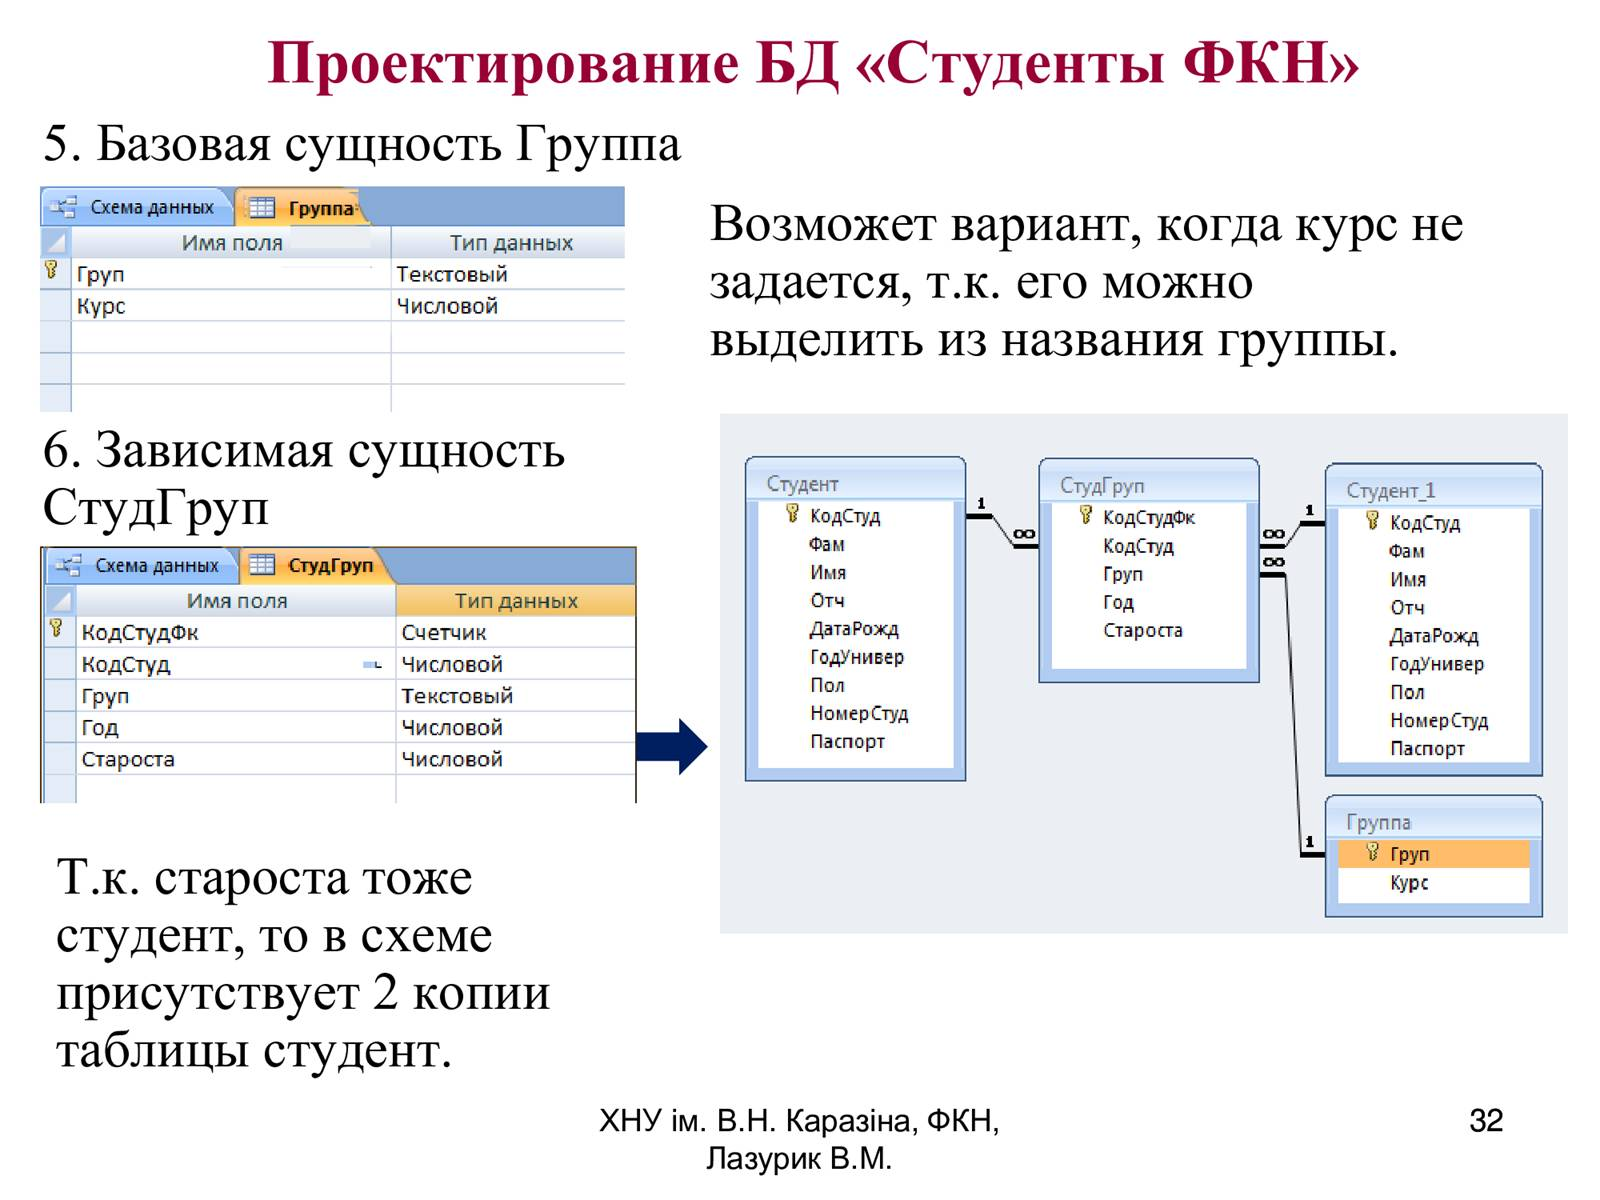 Проектирование БД «Студенты ФКН»
5. Базовая сущность Группа
Схема данных Группа
Имя поля Тип данных
Груп Текстовый
Курс Числовой
Возможет вариант, когда курс не
задается, т.к. его можно
выделить из названия группы.
6. Зависимая сущность
СтудГруп
Схема данных СтудГруп
Имя поля Тип данных
КодСтудФк Счетчик
КодСтуд Числовой
Груп Текстовый
Год Числовой
Староста Числовой
Студент
КодСтуд
Фам
Имя
Отч
ДатаРожд
ГодУнивер
Пол
НомерСтуд
Паспорт
1
∞
СтудГруп
КодСтудФк
КодСтуд
Груп
Год
Староста
∞
1
∞
1
Студент_1
КодСтуд
Фам
Имя
Отч
ДатаРожд
ГодУнивер
Пол
НомерСтуд
Паспорт
Группа
Груп
Курс
Т.к. староста тоже
студент, то в схеме
присутствует 2 копии
таблицы студент.
ХНУ ім. В.Н. Каразіна, ФКН,
Лазурик В.М.
32